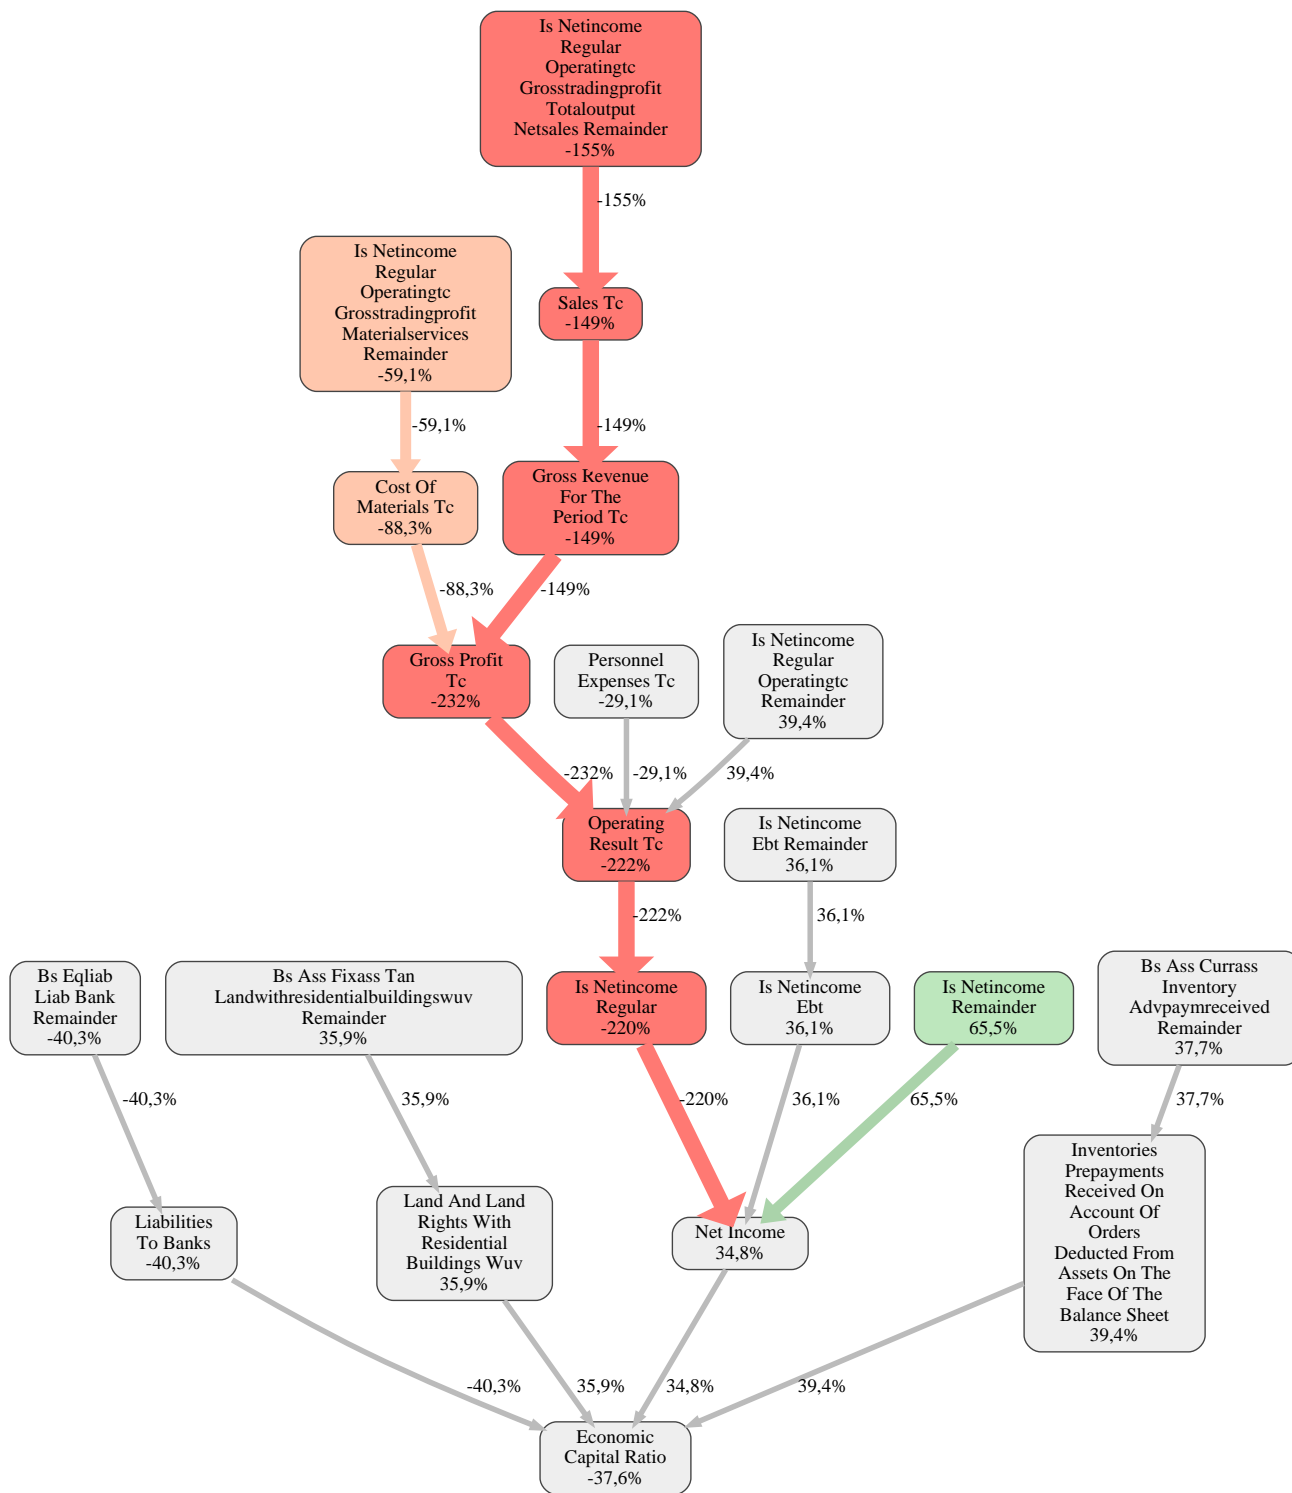 Is Netincome
Regular
Operatingtc
Grosstradingprofit
Totaloutput
Netsales Remainder
-155%
-155%
Is Netincome
Regular
Operatingtc
Grosstradingprofit
Materialservices
Remainder
-59,1%
Sales Tc
-149%
-59,1%
-149%
Cost Of
Materials Tc
-88,3%
Gross Revenue
For The
Period Tc
-149%
-88,3%
-149%
Gross Profit
Tc
-232%
Personnel
Expenses Tc
-29,1%
Is Netincome
Regular
Operatingtc
Remainder
39,4%
-232%
-29,1%
39,4%
Operating
Result Tc
-222%
Is Netincome
Ebt Remainder
36,1%
-222%
36,1%
Bs Eqliab
Liab Bank
Remainder
-40,3%
Bs Ass Fixass Tan
Landwithresidentialbuildingswuv
Remainder
35,9%
Is Netincome
Regular
-220%
Is Netincome
Ebt
36,1%
Is Netincome
Remainder
65,5%
Bs Ass Currass
Inventory
Advpaymreceived
Remainder
37,7%
-40,3%
35,9%
-220%
36,1%
65,5%
37,7%
Liabilities
To Banks
-40,3%
Land And Land
Rights With
Residential
Buildings Wuv
35,9%
Net Income
34,8%
Inventories
Prepayments
Received On
Account Of
Orders
Deducted From
Assets On The
Face Of The
Balance Sheet
39,4%
-40,3%
35,9%
34,8%
39,4%
Economic
Capital Ratio
-37,6%